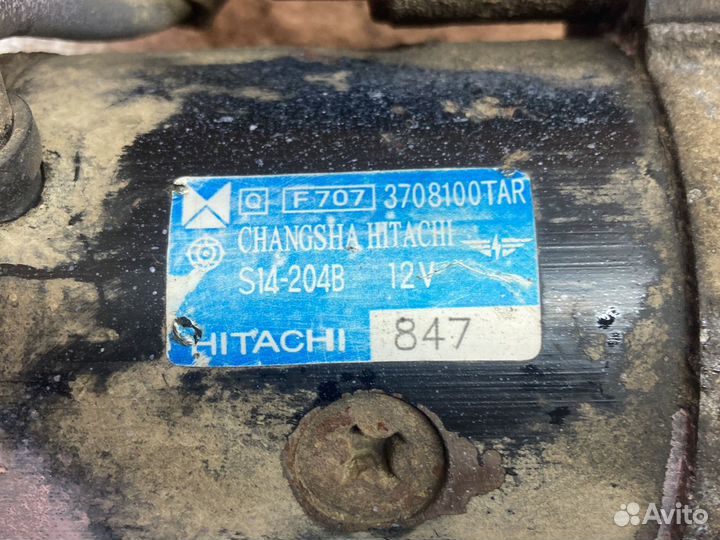 Q F707 3708100TAR
CHANGSHA HITACHI
S14-204B 12V
HITACHI 847
Avito